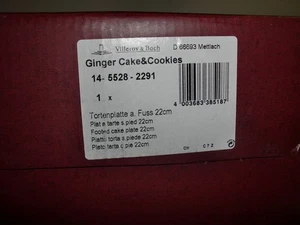 Villeroy & Boch D 66693 Mettlach
Ginger Cake&Cookies
14- 5528 - 2291
1 x
4 003683 385187
Tortenplatte a. Fuss 22cm
Plat a tarte s pied 22cm
Footed cake plate 22cm
Piatto torta s piede 22cm
Plato tarta c pie 22cm